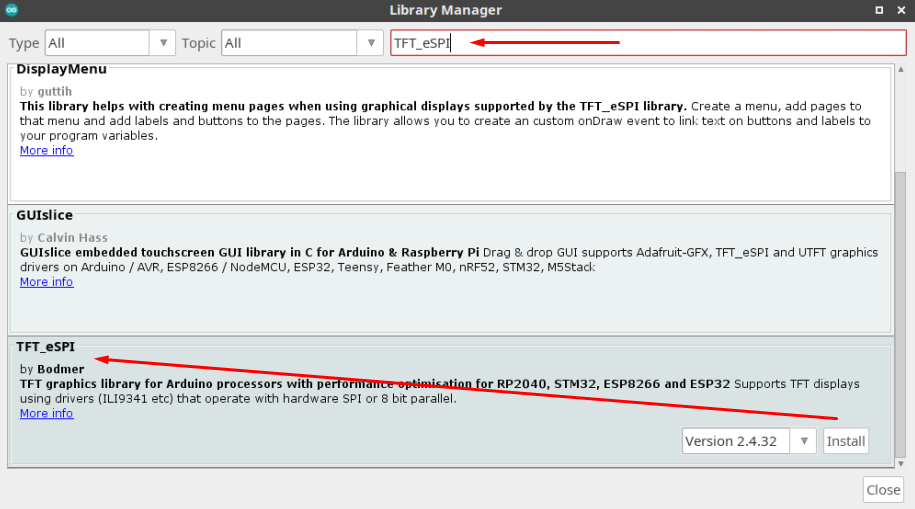 Library Manager
Type All Topic All TFT_eSPI
DisplayMenu
by guttih
This library helps with creating menu pages when using graphical displays supported by the TFT_eSPI library. Create a menu, add pages to
that menu and add labels and buttons to the pages. The library allows you to create an custom onDraw event to link text on buttons and labels to
your program variables.
More info
GUIslice
by Calvin Hass
GUIslice embedded touchscreen GUI library in C for Arduino & Raspberry Pi Drag & drop GUI supports Adafruit-GFX, TFT_eSPI and UTFT graphics
drivers on Arduino / AVR, ESP8266 / NodeMCU, ESP32, Teensy, Feather M0, nRF52, STM32, M5Stack
More info
TFT_eSPI
by Bodmer
TFT graphics library for Arduino processors with performance optimisation for RP2040, STM32, ESP8266 and ESP32 Supports TFT displays
using drivers (ILI9341 etc) that operate with hardware SPI or 8 bit parallel.
More info
Version 2.4.32 Install
Close